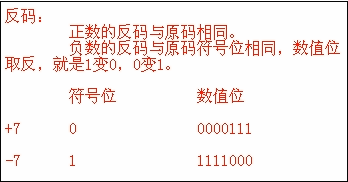 反码：
正数的反码与原码相同。
负数的反码与原码符号位相同，数值位
取反，就是1变0，0变1。
符号位 数值位
+7 0 0000111
-7 1 1111000